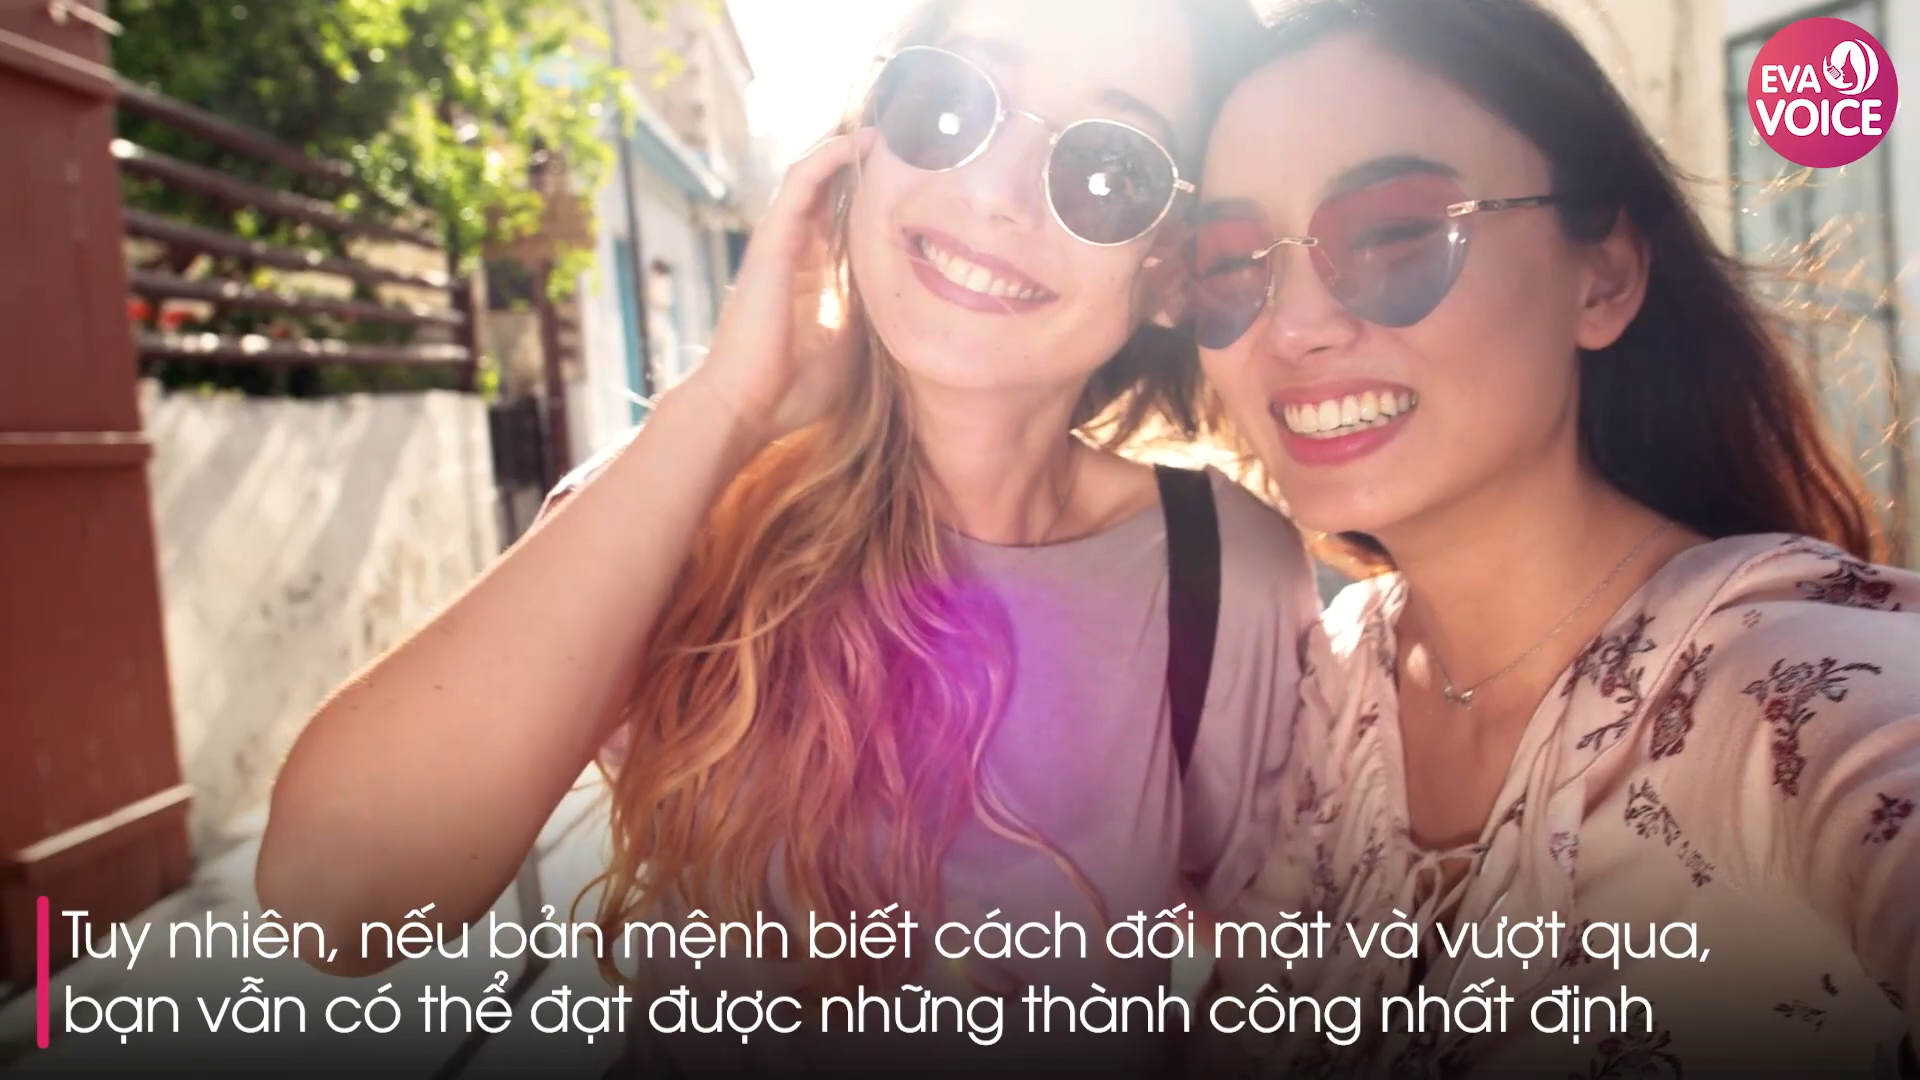 EVA
VOICE
Tuy nhiên, nếu bản mệnh biết cách đối mặt và vượt qua,
bạn vẫn có thể đạt được những thành công nhất định